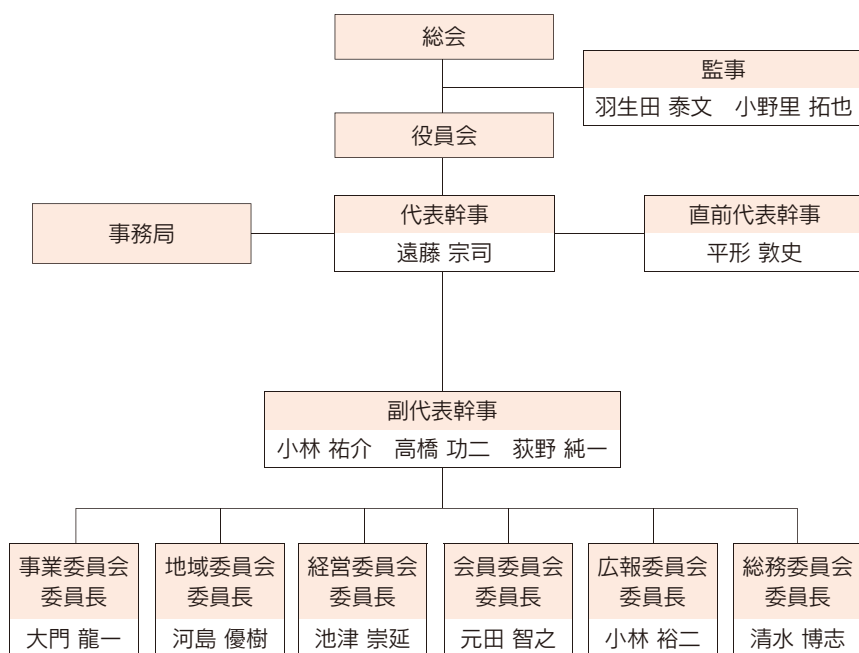 総会
監事
羽生田 泰文　小野里 拓也
役員会
事務局
代表幹事
遠藤 宗司
直前代表幹事
平形 敦史
副代表幹事
小林 祐介　高橋 功二　荻野 純一
事業委員会
委員長
大門 龍一
地域委員会
委員長
河島 優樹
経営委員会
委員長
池津 崇延
会員委員会
委員長
元田 智之
広報委員会
委員長
小林 裕二
総務委員会
委員長
清水 博志